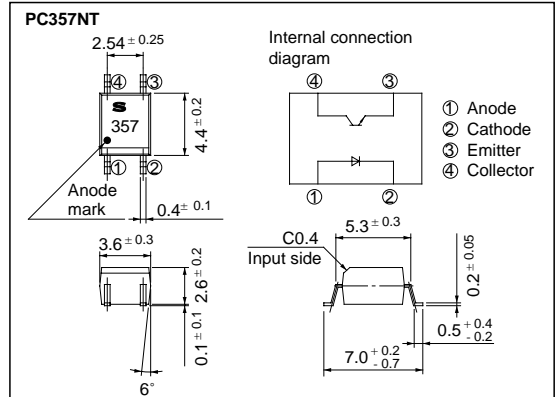 PC357NT
2.54 ± 0.25
Internal connection
diagram
④ ③
S
357
4.4 ± 0.2
① ②
Anode
mark
0.4 ± 0.1
④ ③
① ②
① Anode
② Cathode
③ Emitter
④ Collector
3.6 ± 0.3
2.6 ± 0.2
0.1 ± 0.1
6°
C0.4
Input side
5.3 ± 0.3
0.2 ± 0.05
0.5 + 0.4 - 0.2
7.0 + 0.2 - 0.7